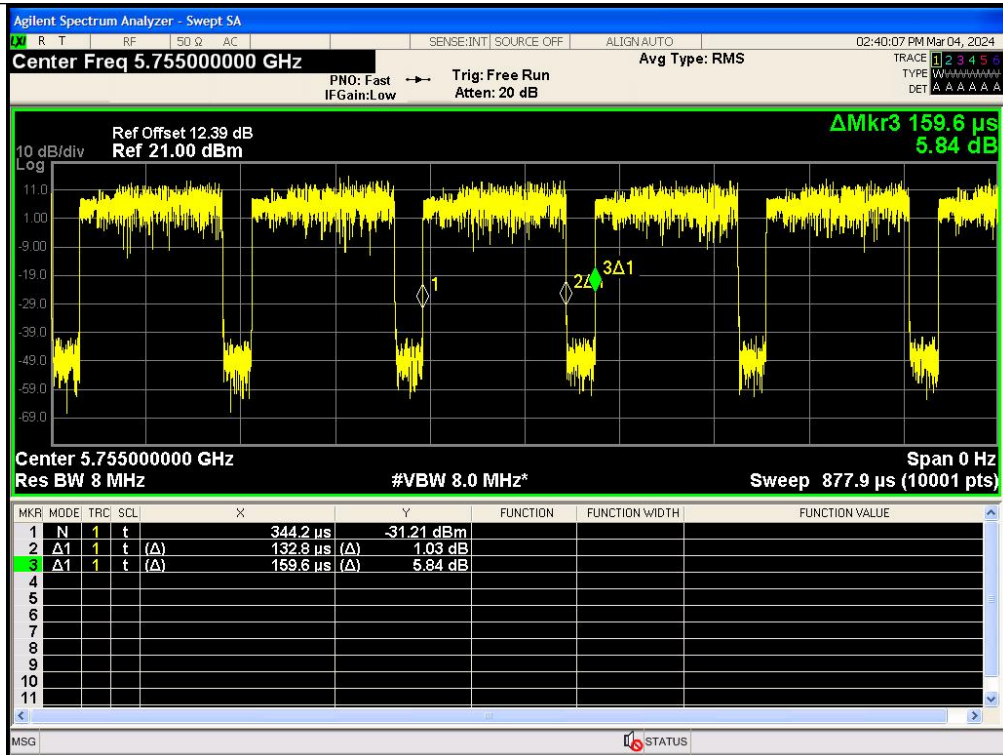 Agilent Spectrum Analyzer - Swept SA
LXI R T RF 50 Ω AC SENSE:INT SOURCE OFF ALIGN AUTO 02:40:07 PM Mar 04, 2024
Center Freq 5.755000000 GHz Avg Type: RMS TRACE 1 2 3 4 5 6
PNO: Fast Trig: Free Run TYPE W
IFGain:Low Atten: 20 dB DET A A A A A A
ΔMkr3 159.6 µs
5.84 dB
Ref Offset 12.39 dB
10 dB/div Ref 21.00 dBm
Log
11.0
1.00
-9.00
-19.0
-29.0
-39.0
-49.0
-59.0
-69.0
1
3Δ1
Center 5.755000000 GHz Span 0 Hz
Res BW 8 MHz #VBW 8.0 MHz* Sweep 877.9 µs (10001 pts)
MKR MODE TRC SCL X Y FUNCTION FUNCTION WIDTH FUNCTION VALUE
1 N 1 t 344.2 µs -31.21 dBm
2 Δ1 1 t (Δ) 132.8 µs (Δ) 1.03 dB
3 Δ1 1 t (Δ) 159.6 µs (Δ) 5.84 dB
4
5
6
7
8
9
10
11
MSG STATUS